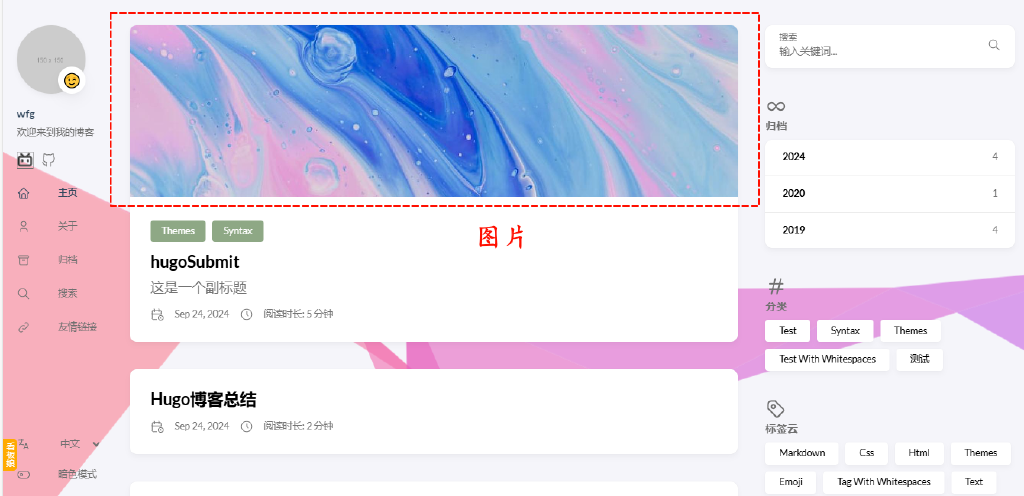 150 x 150
wfg
欢迎来到我的博客
主页
关于
归档
搜索
友情链接
看板娘
中文
暗色模式
图片
Themes Syntax
hugoSubmit
这是一个副标题
Sep 24, 2024 阅读时长: 5 分钟
Hugo博客总结
Sep 24, 2024 阅读时长: 2 分钟
搜索
输入关键词...
归档
2024 4
2020 1
2019 4
分类
Test Syntax Themes
Test With Whitespaces 测试
标签云
Markdown Css Html Themes
Emoji Tag With Whitespaces Text